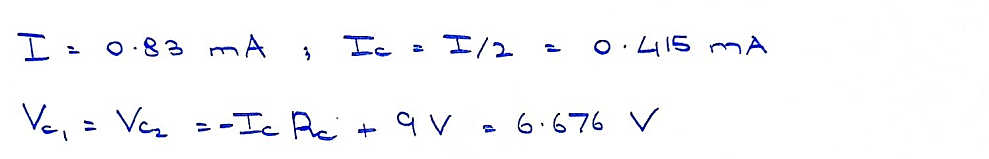 I = 0.83 mA ; Ic = I/2 = 0.415 mA
Vc1 = Vc2 = -Ic Rc + 9 V = 6.676 V